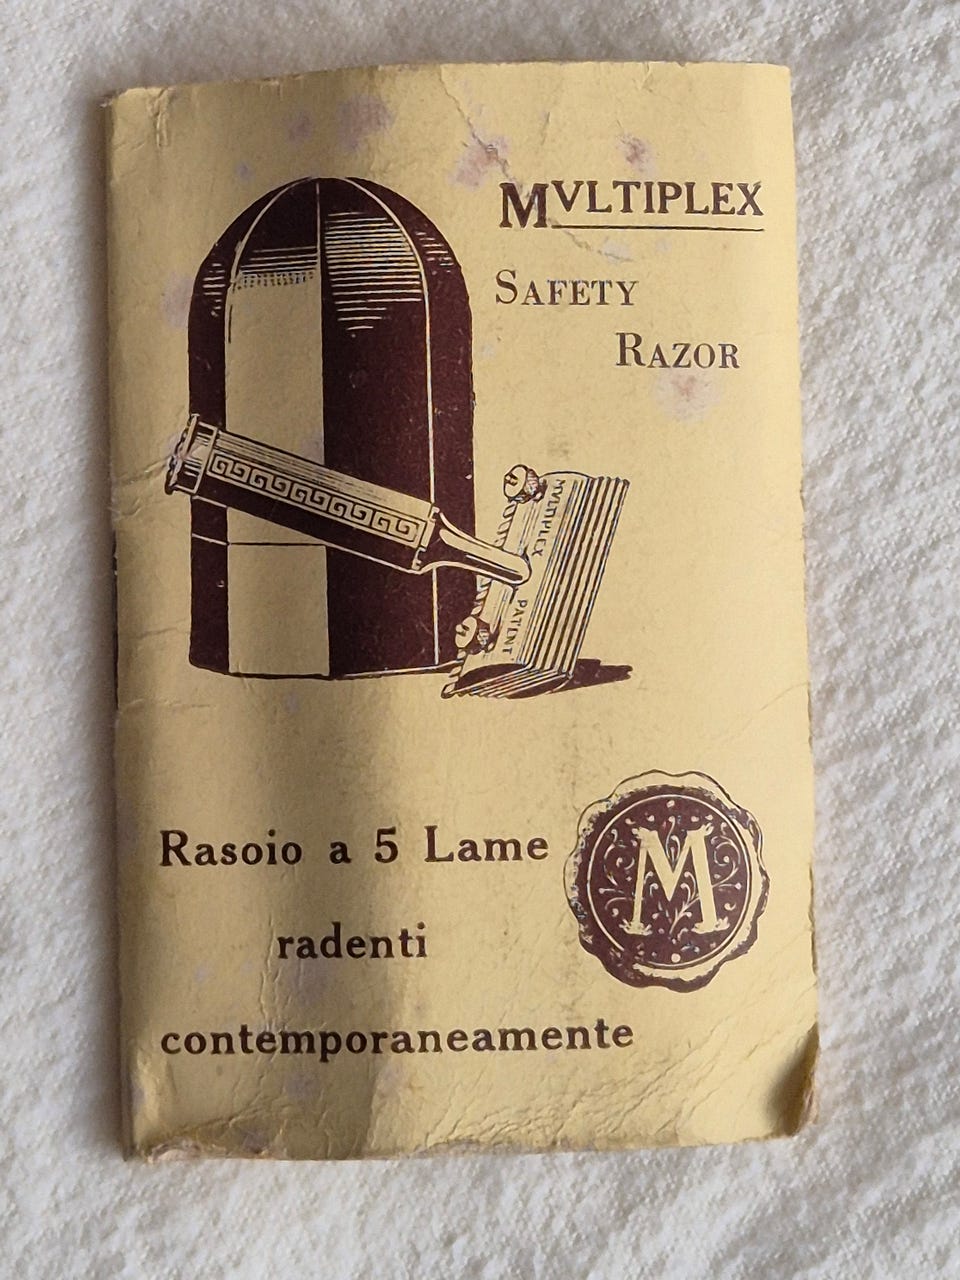 MVLTIPLEX
SAFETY
RAZOR
MVLTIPLEX
PATENT
Rasoio a 5 Lame
radenti
contemporaneamente
M